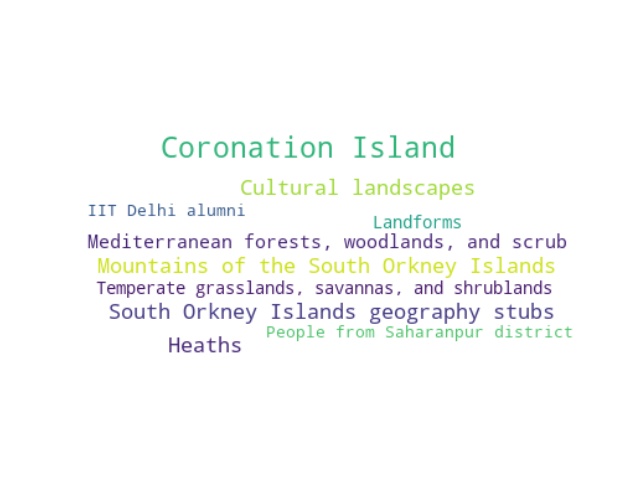 Coronation Island
Cultural landscapes
IIT Delhi alumni
Landforms
Mediterranean forests, woodlands, and scrub
Mountains of the South Orkney Islands
Temperate grasslands, savannas, and shrublands
South Orkney Islands geography stubs
People from Saharanpur district
Heaths